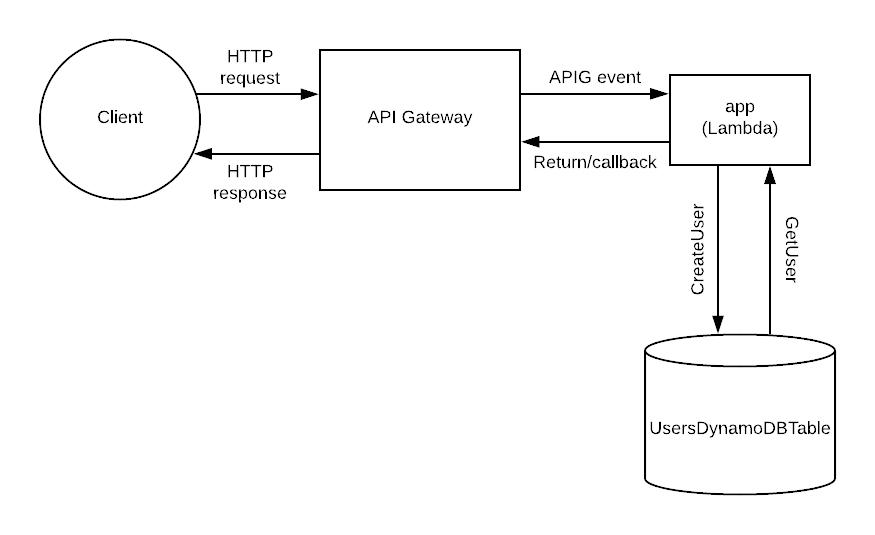 HTTP
request
Client
API Gateway
HTTP
response
APIG event
Return/callback
app
(Lambda)
CreateUser
GetUser
UsersDynamoDBTable